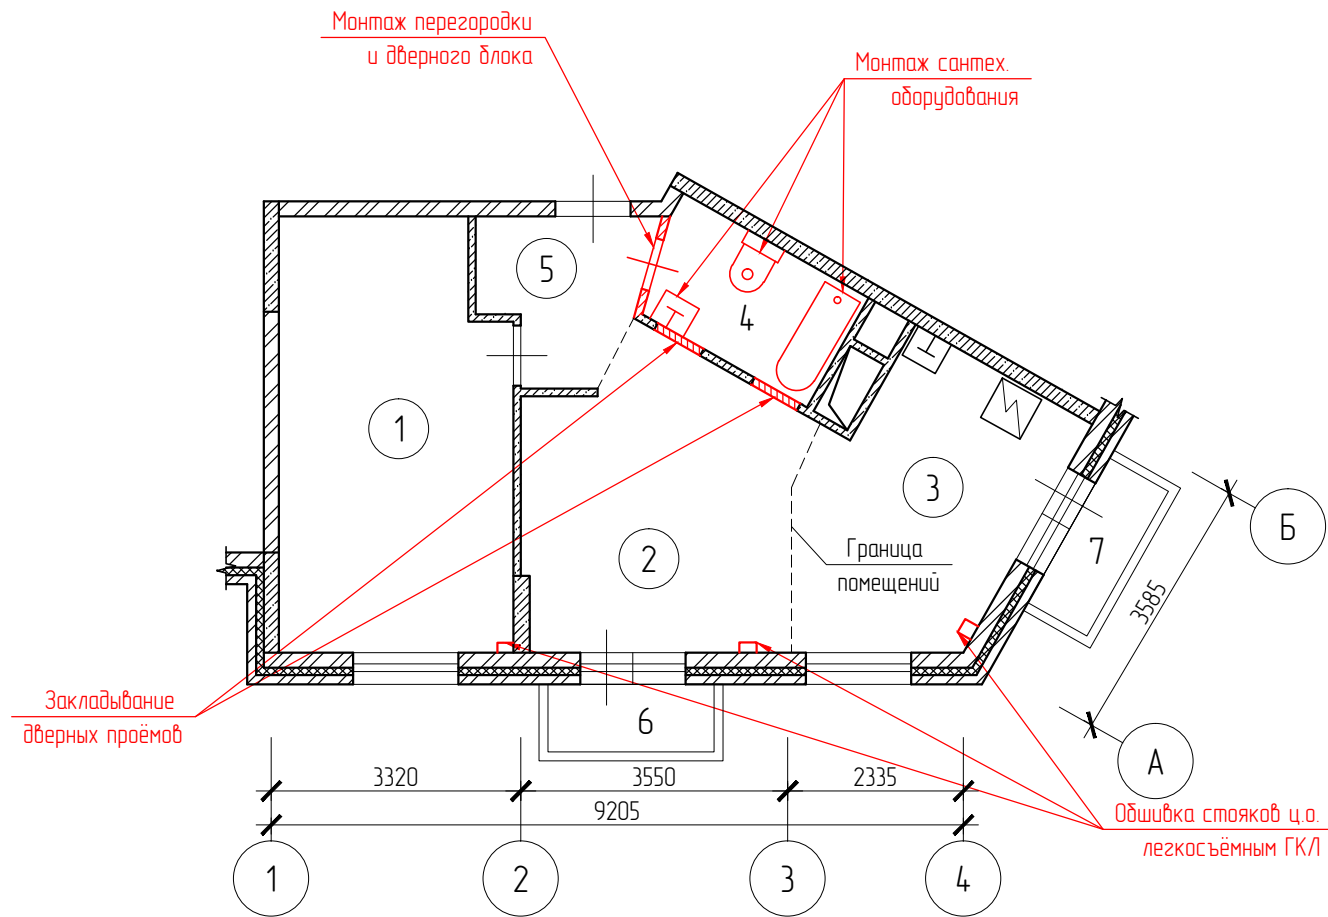 Монтаж перегородки
и дверного блока
Монтаж сантех.
оборудования
5
4
1
3
2
Граница
помещений
7
Б
3585
А
6
Закладывание
дверных проёмов
3320
3550
2335
9205
Обшивка стояков ц.о.
легкосъёмным ГКЛ
1
2
3
4